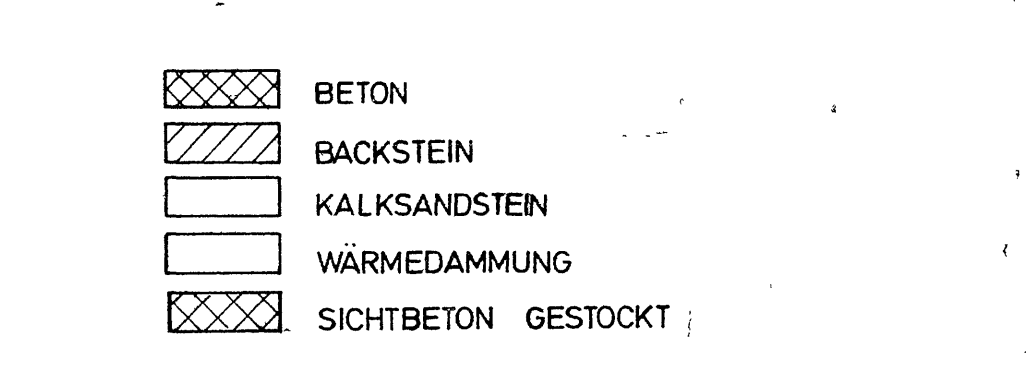 BETON
BACKSTEIN
KALKSANDSTEIN
WÄRMEDAMMUNG
SICHTBETON GESTOCKT